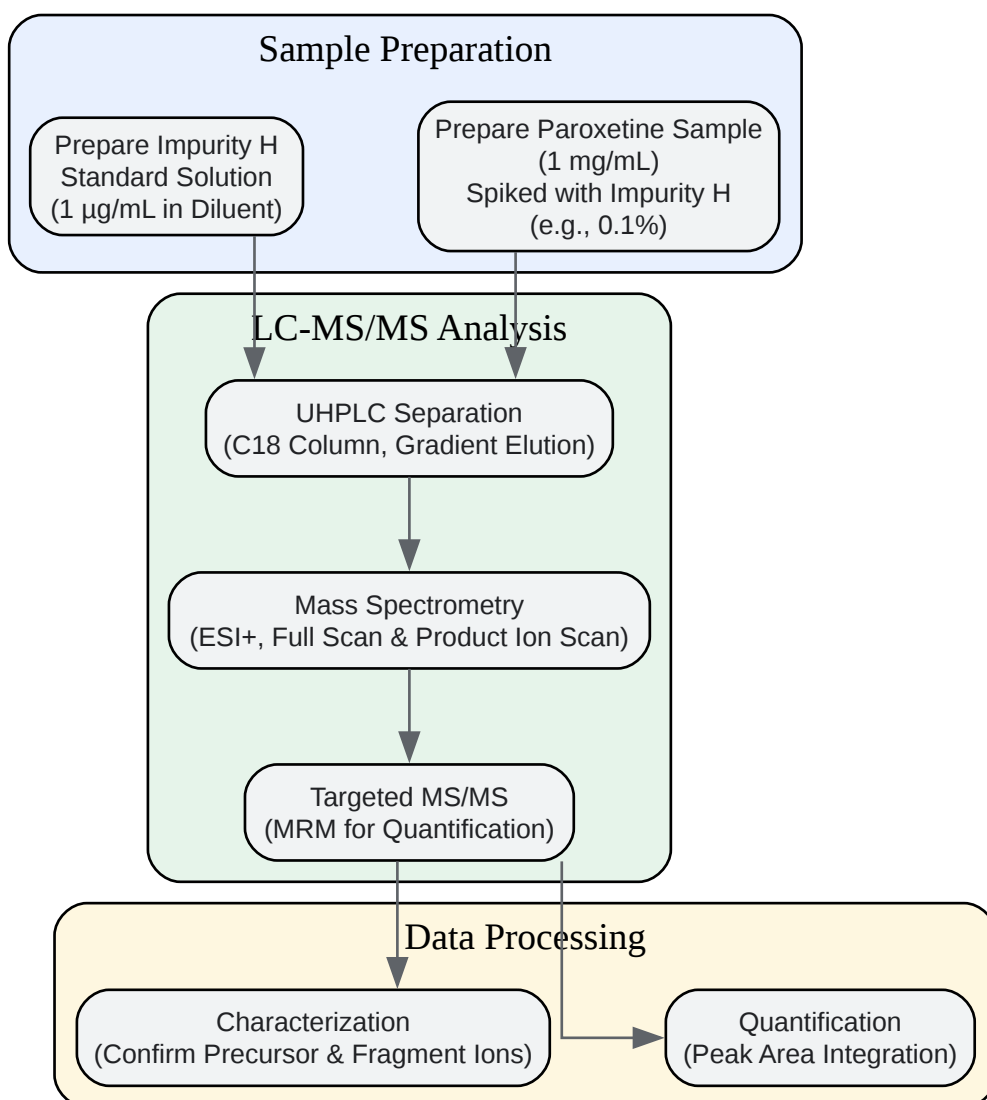 Sample Preparation
Prepare Impurity H
Standard Solution
(1 µg/mL in Diluent)
Prepare Paroxetine Sample
(1 mg/mL)
Spiked with Impurity H
(e.g., 0.1%)
LC-MS/MS Analysis
UHPLC Separation
(C18 Column, Gradient Elution)
Mass Spectrometry
(ESI+, Full Scan & Product Ion Scan)
Targeted MS/MS
(MRM for Quantification)
Data Processing
Characterization
(Confirm Precursor & Fragment Ions)
Quantification
(Peak Area Integration)